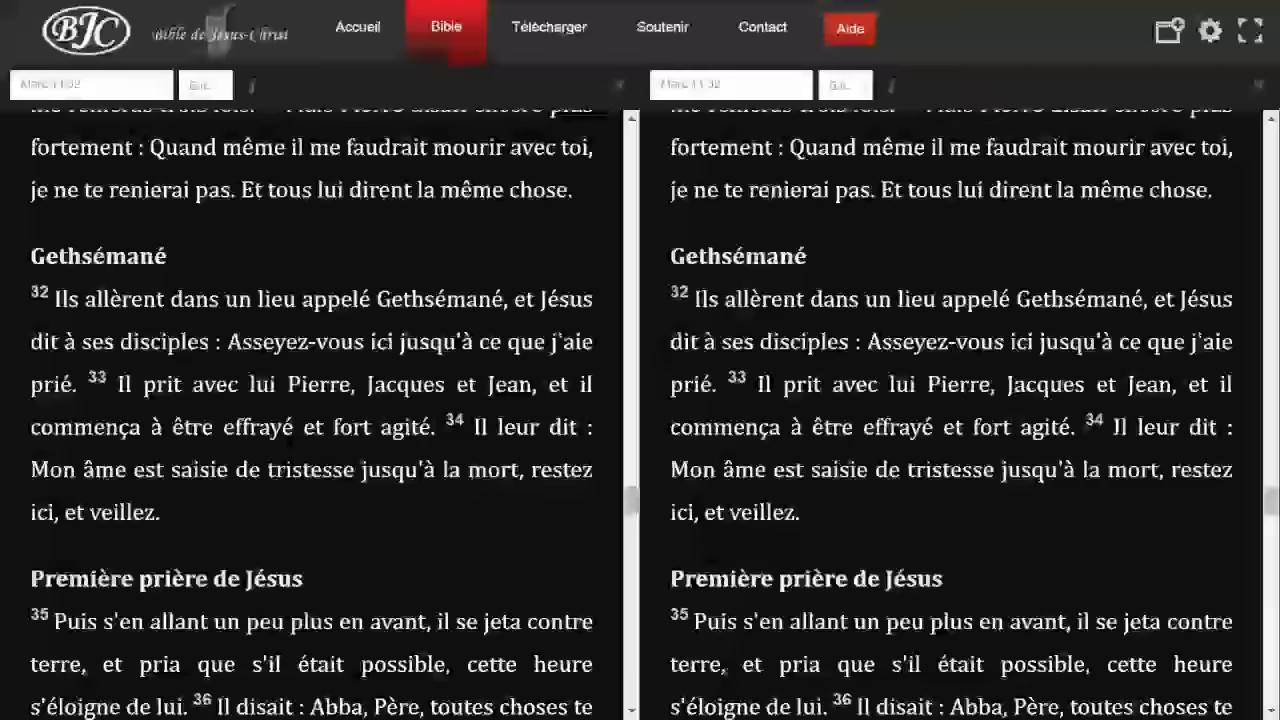 BJC
Bible de Jésus-Christ
Accueil
Bible
Télécharger
Soutenir
Contact
Aide
fortement : Quand même il me faudrait mourir avec toi,
je ne te renierai pas. Et tous lui dirent la même chose.
Gethsémané
32 Ils allèrent dans un lieu appelé Gethsémané, et Jésus
dit à ses disciples : Asseyez-vous ici jusqu'à ce que j'aie
prié. 33 Il prit avec lui Pierre, Jacques et Jean, et il
commença à être effrayé et fort agité. 34 Il leur dit :
Mon âme est saisie de tristesse jusqu'à la mort, restez
ici, et veillez.
Première prière de Jésus
35 Puis s'en allant un peu plus en avant, il se jeta contre
terre, et pria que s'il était possible, cette heure
s'éloigne de lui. 36 Il disait : Abba, Père, toutes choses te
fortement : Quand même il me faudrait mourir avec toi,
je ne te renierai pas. Et tous lui dirent la même chose.
Gethsémané
32 Ils allèrent dans un lieu appelé Gethsémané, et Jésus
dit à ses disciples : Asseyez-vous ici jusqu'à ce que j'aie
prié. 33 Il prit avec lui Pierre, Jacques et Jean, et il
commença à être effrayé et fort agité. 34 Il leur dit :
Mon âme est saisie de tristesse jusqu'à la mort, restez
ici, et veillez.
Première prière de Jésus
35 Puis s'en allant un peu plus en avant, il se jeta contre
terre, et pria que s'il était possible, cette heure
s'éloigne de lui. 36 Il disait : Abba, Père, toutes choses te